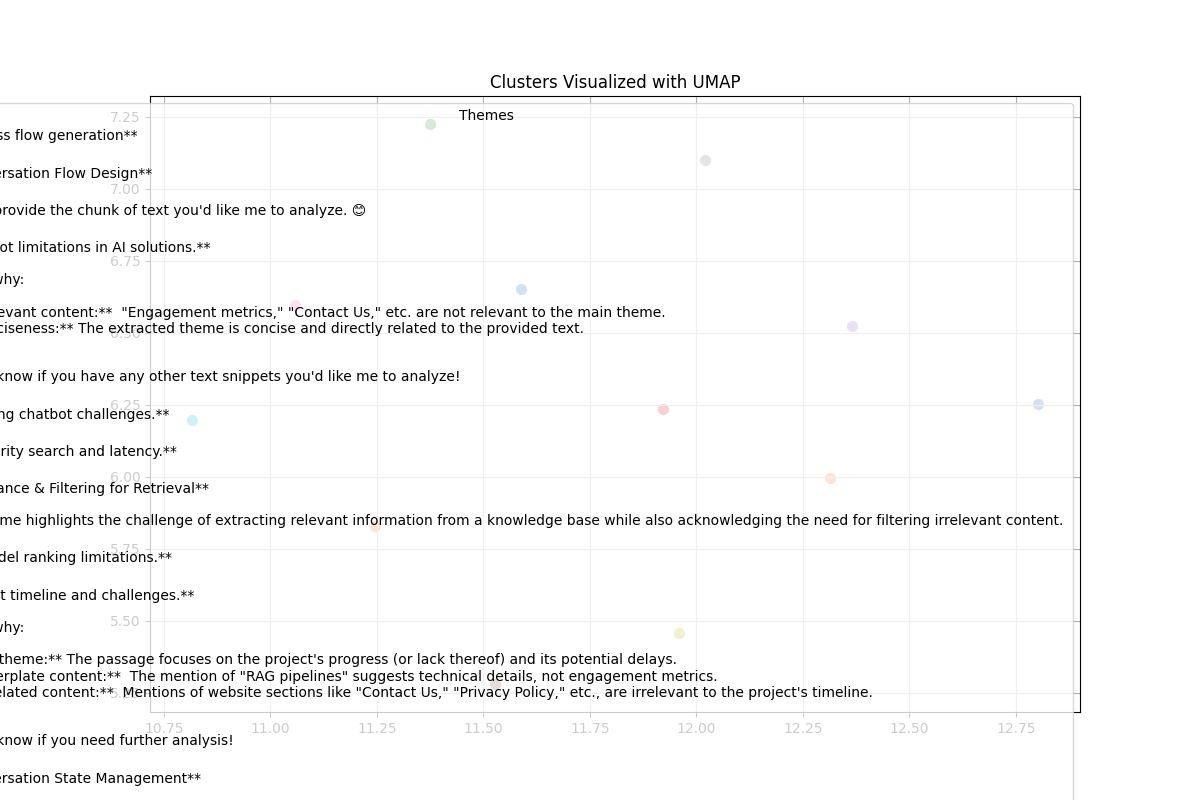 Clusters Visualized with UMAP
Themes
7.25
ss flow generation**
ersation Flow Design**
7.00
provide the chunk of text you'd like me to analyze. 😊
ot limitations in AI solutions.**
6.75
why:
evant content:**  "Engagement metrics," "Contact Us," etc. are not relevant to the main theme.
ciseness:** The extracted theme is concise and directly related to the provided text.
6.50
know if you have any other text snippets you'd like me to analyze!
6.25
ng chatbot challenges.**
rity search and latency.**
6.00
ance & Filtering for Retrieval**
me highlights the challenge of extracting relevant information from a knowledge base while also acknowledging the need for filtering irrelevant content.
5.75
del ranking limitations.**
t timeline and challenges.**
5.50
why:
theme:** The passage focuses on the project's progress (or lack thereof) and its potential delays.
erplate content:**  The mention of "RAG pipelines" suggests technical details, not engagement metrics.
elated content:**  Mentions of website sections like "Contact Us," "Privacy Policy," etc., are irrelevant to the project's timeline.
10.75 11.00 11.25 11.50 11.75 12.00 12.25 12.50 12.75
know if you need further analysis!
ersation State Management**